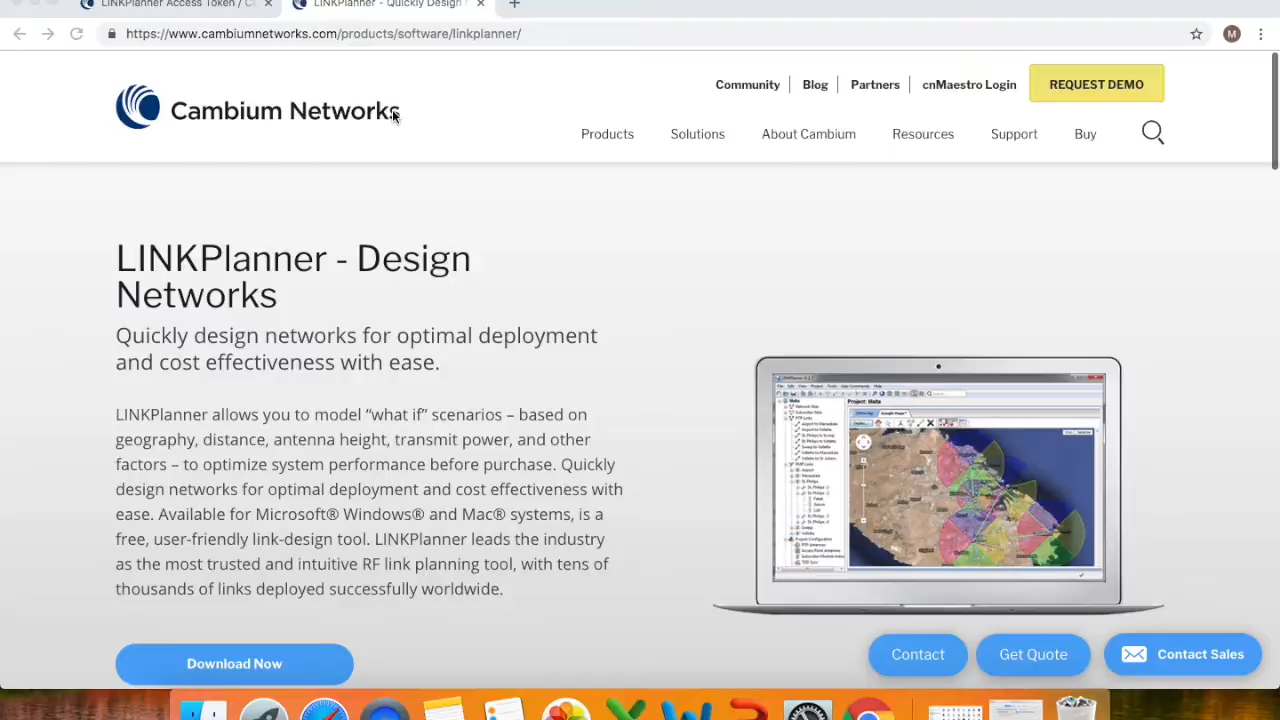 LINKPlanner Access Token / C
LINKPlanner - Quickly Design
https://www.cambiumnetworks.com/products/software/linkplanner/
M
Community
Blog
Partners
cnMaestro Login
REQUEST DEMO
Cambium Networks
Products
Solutions
About Cambium
Resources
Support
Buy
LINKPlanner - Design
Networks
Quickly design networks for optimal deployment
and cost effectiveness with ease.
LINKPlanner allows you to model “what if” scenarios – based on
geography, distance, antenna height, transmit power, and other
factors – to optimize system performance before purchase. Quickly
design networks for optimal deployment and cost effectiveness with
ease. Available for Microsoft® Windows® and Mac® systems, is a
free, user-friendly link-design tool. LINKPlanner leads the industry
as the most trusted and intuitive RF link planning tool, with tens of
thousands of links deployed successfully worldwide.
Project: Malta
Download Now
Contact
Get Quote
Contact Sales